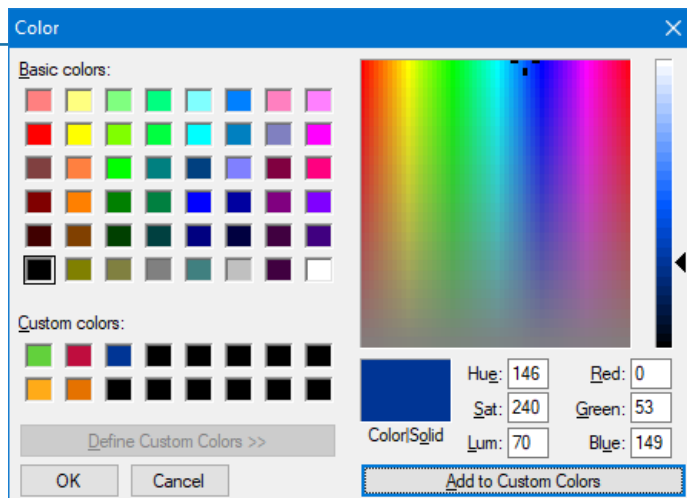 Color
Basic colors:
Custom colors:
Define Custom Colors >>
OK Cancel
Color|Solid
Hue: 146 Red: 0
Sat: 240 Green: 53
Lum: 70 Blue: 149
Add to Custom Colors